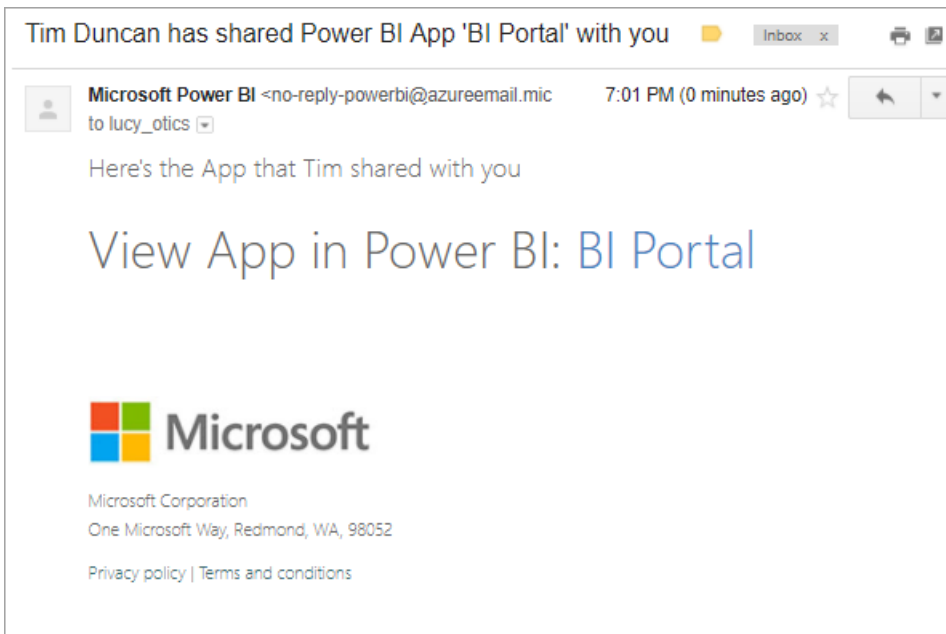 Tim Duncan has shared Power BI App 'BI Portal' with you Inbox x
Microsoft Power BI <no-reply-powerbi@azureemail.mic 7:01 PM (0 minutes ago)
to lucy_otics
Here's the App that Tim shared with you
View App in Power BI: BI Portal
Microsoft
Microsoft Corporation
One Microsoft Way, Redmond, WA, 98052
Privacy policy | Terms and conditions